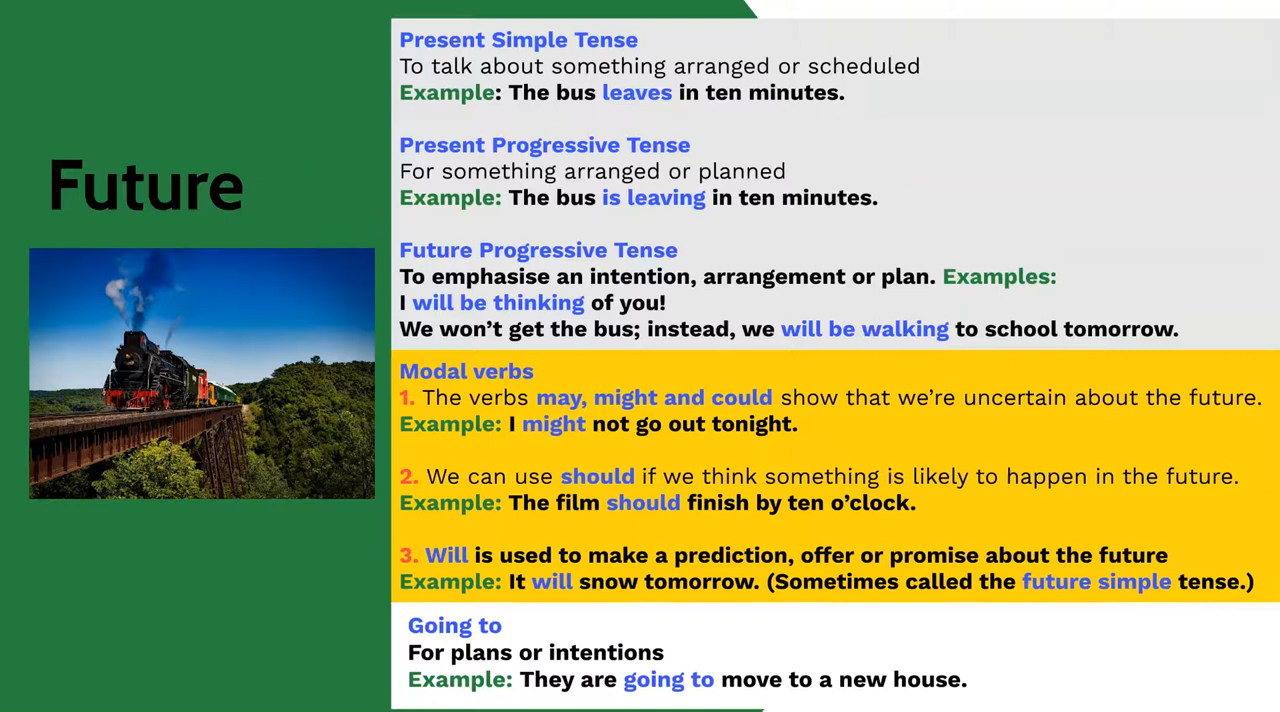 Future
Present Simple Tense
To talk about something arranged or scheduled
Example: The bus leaves in ten minutes.
Present Progressive Tense
For something arranged or planned
Example: The bus is leaving in ten minutes.
Future Progressive Tense
To emphasise an intention, arrangement or plan. Examples:
I will be thinking of you!
We won't get the bus; instead, we will be walking to school tomorrow.
Modal verbs
1. The verbs may, might and could show that we're uncertain about the future.
Example: I might not go out tonight.
2. We can use should if we think something is likely to happen in the future.
Example: The film should finish by ten o'clock.
3. Will is used to make a prediction, offer or promise about the future
Example: It will snow tomorrow. (Sometimes called the future simple tense.)
Going to
For plans or intentions
Example: They are going to move to a new house.